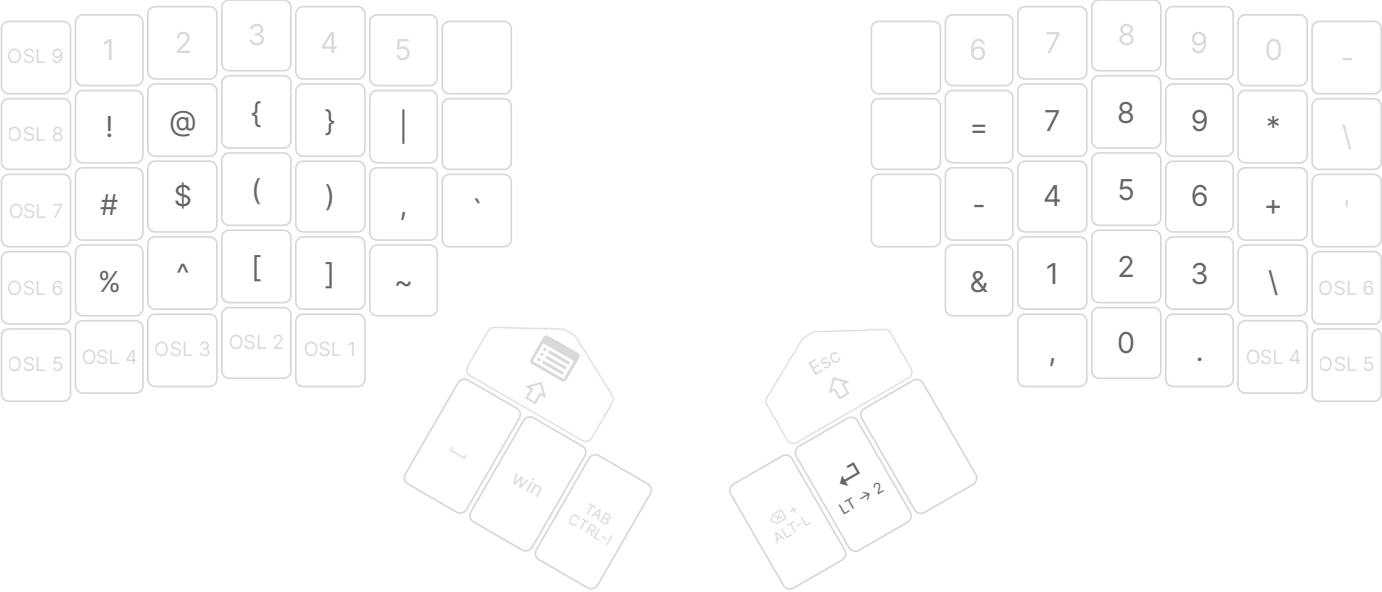 OSL 9 1 2 3 4 5 6 7 8 9 0 -
OSL 8 ! @ { } | = 7 8 9 * \
OSL 7 # $ ( ) , ` - 4 5 6 + '
OSL 6 % ^ [ ] ~ & 1 2 3 \ OSL 6
OSL 5 OSL 4 OSL 3 OSL 2 OSL 1 , 0 . OSL 4 OSL 5
Esc
win
TAB
CTRL-I
+
ALT-L
LT → 2